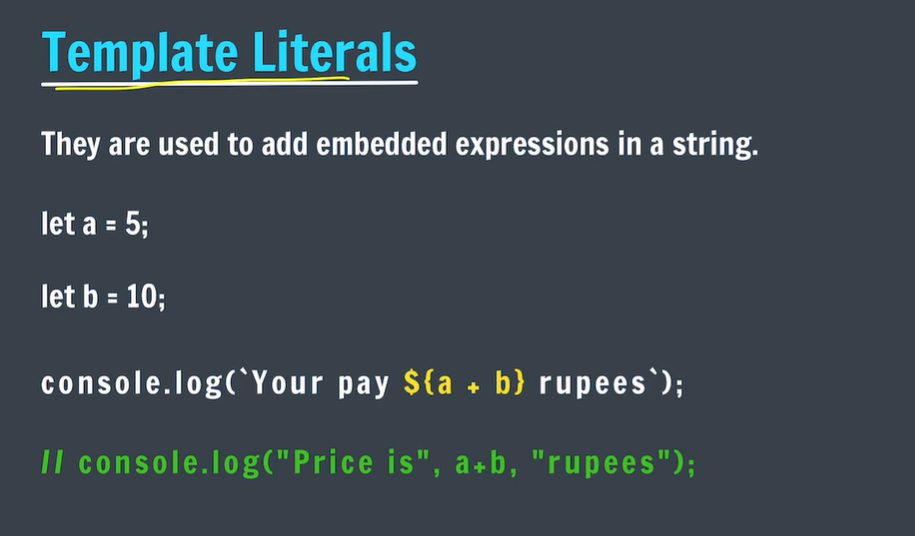 Template Literals
They are used to add embedded expressions in a string.
let a = 5;
let b = 10;
console.log(`Your pay ${a + b} rupees`);
// console.log("Price is", a+b, "rupees");